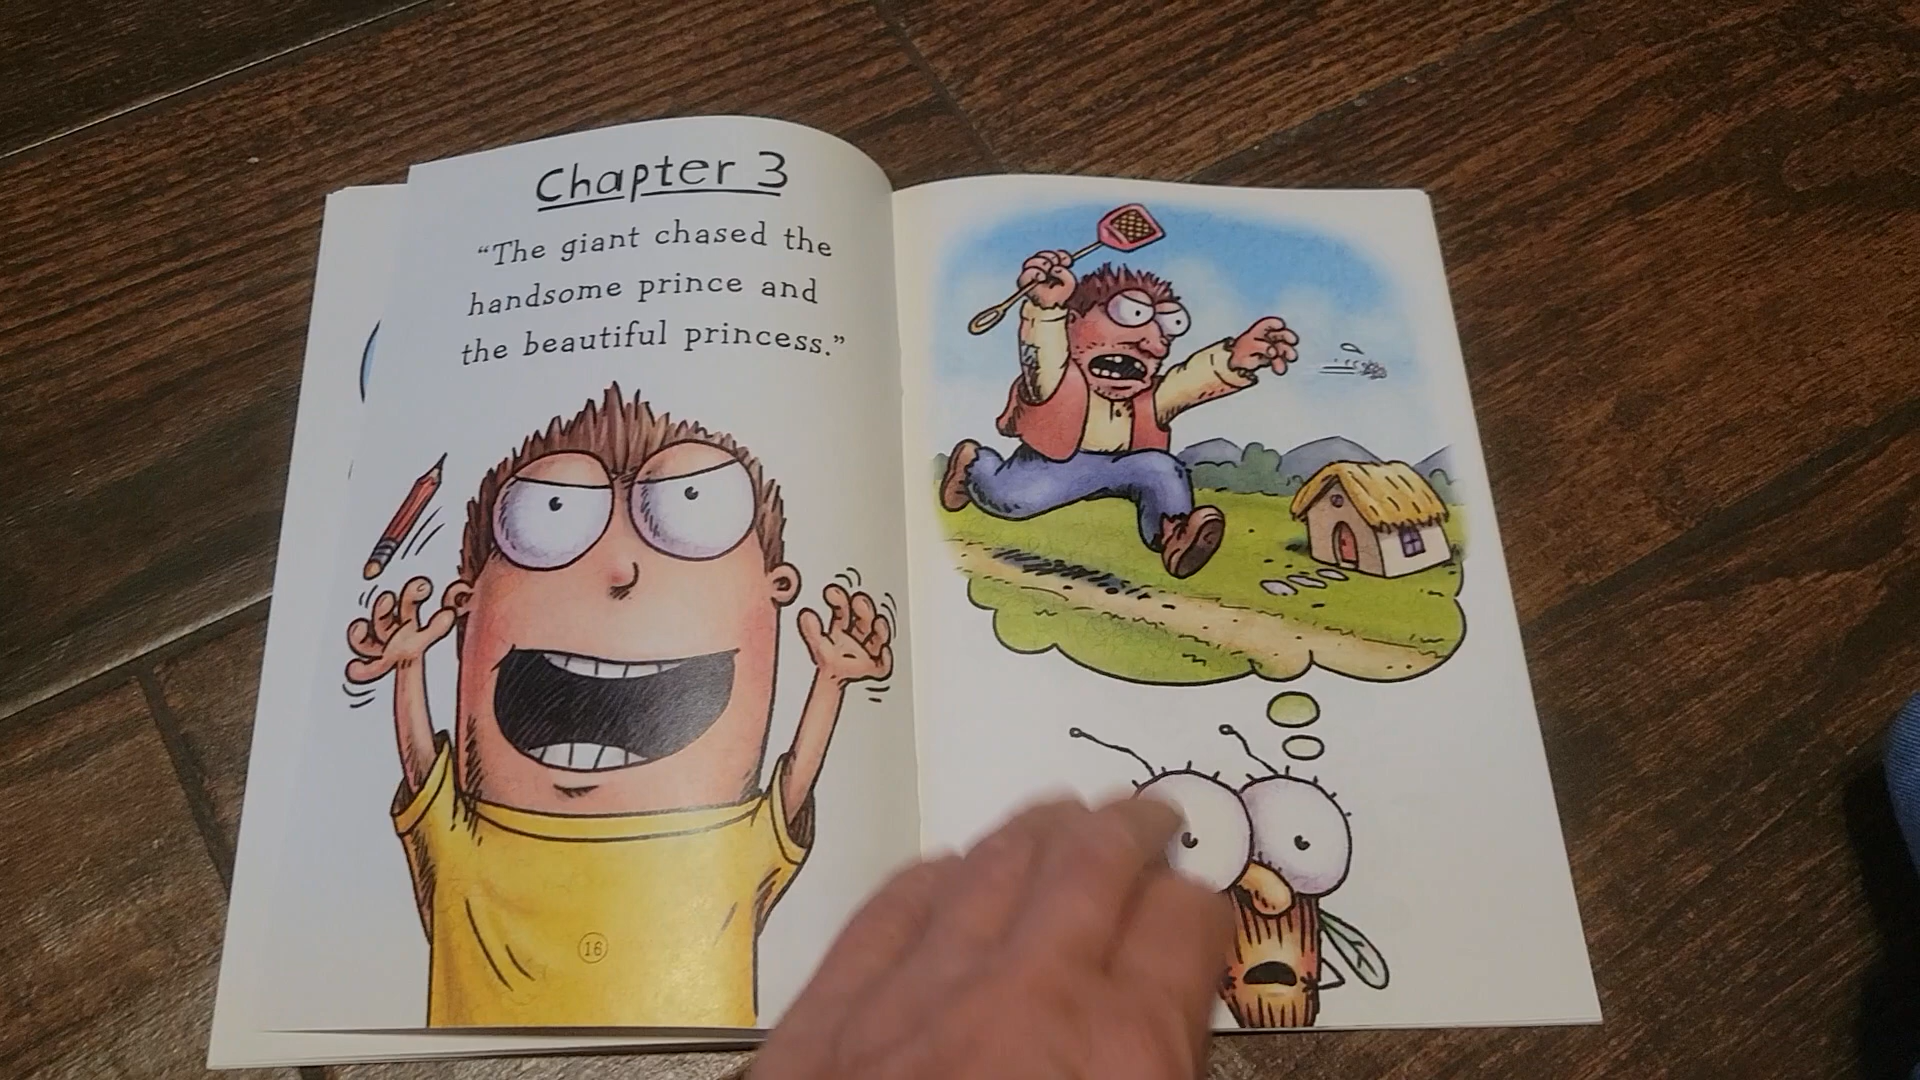 Chapter 3
“The giant chased the
handsome prince and
the beautiful princess.”
16